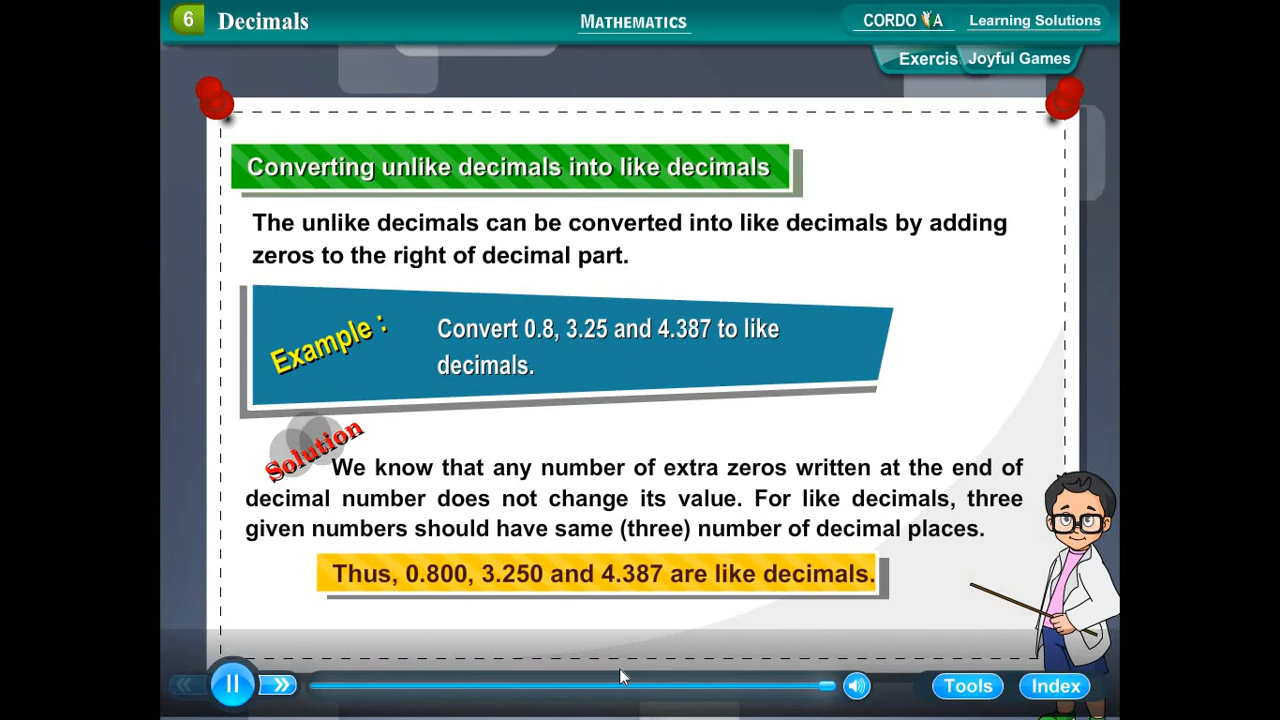 6 Decimals MATHEMATICS CORDOVA Learning Solutions
Exercis Joyful Games
Converting unlike decimals into like decimals
The unlike decimals can be converted into like decimals by adding
zeros to the right of decimal part.
Example : Convert 0.8, 3.25 and 4.387 to like
decimals.
Solution
We know that any number of extra zeros written at the end of
decimal number does not change its value. For like decimals, three
given numbers should have same (three) number of decimal places.
Thus, 0.800, 3.250 and 4.387 are like decimals.
Tools Index